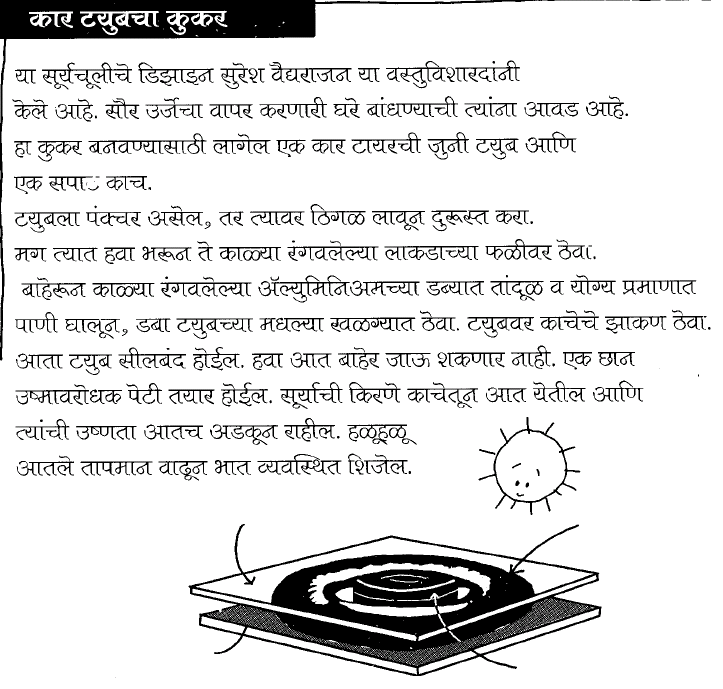 कार टयुबचा कुकर
या सूर्यचूलीचे डिझाइन सुरेश वैद्यराजन या वस्तुविशारदांनी
केले आहे. सौर उर्जेचा वापर करणारी घरे बांधण्याची त्यांना आवड आहे.
हा कुकर बनवण्यासाठी लागेल एक कार टायरची जुनी टयुब आणि
एक काच.
टयुबला पंक्चर असेल, तर त्यावर ठिगळ लावून दुरूस्त करा.
मग त्यात हवा भरून ते काळ्या रंगवलेल्या लाकडाच्या फळीवर ठेवा.
बाहेरून काळ्या रंगवलेल्या ॲल्युमिनिअमच्या डब्यात तांदूळ व योग्य प्रमाणात
पाणी घालून, डबा टयुबच्या मधल्या खळग्यात ठेवा. टयुबवर काचेचे झाकण ठेवा.
आता टयुब सीलबंद होईल. हवा आत बाहेर जाऊ शकणार नाही. एक छान
उष्मावरोधक पेटी तयार होईल. सूर्याची किरणे काचेतून आत येतील आणि
त्यांची उष्णता आतच अडकून राहील. हळूहळू
आतले तापमान वाढून भात व्यवस्थित शिजेल.